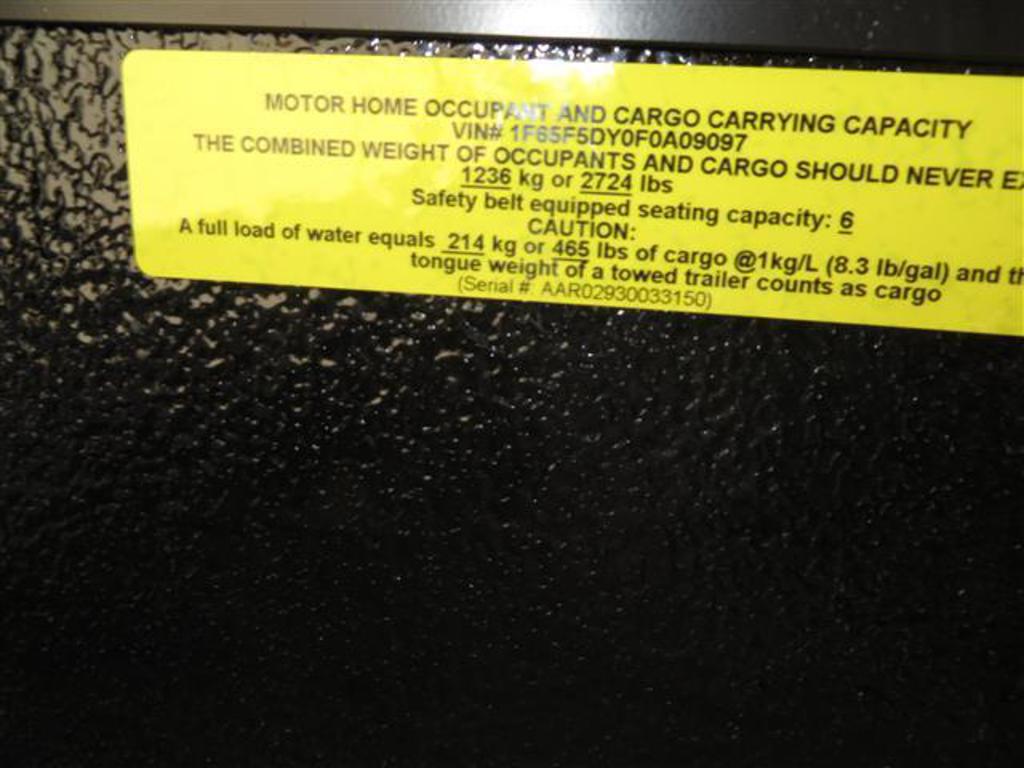 MOTOR HOME OCCUPANT AND CARGO CARRYING CAPACITY
VIN# 1F65F5DY0F0A09097
THE COMBINED WEIGHT OF OCCUPANTS AND CARGO SHOULD NEVER
1236 kg or 2724 lbs
Safety belt equipped seating capacity: 6
CAUTION:
A full load of water equals 214 kg or 465 lbs of cargo @1kg/L (8.3 lb/gal) and
tongue weight of a towed trailer counts as cargo
(Serial #: AAR02930033150)